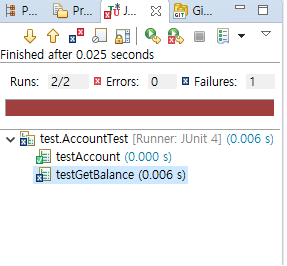 P...
Pr...
J...
Gi...
Finished after 0.025 seconds
Runs: 2/2 Errors: 0 Failures: 1
test.AccountTest [Runner: JUnit 4] (0.006 s)
testAccount (0.000 s)
testGetBalance (0.006 s)